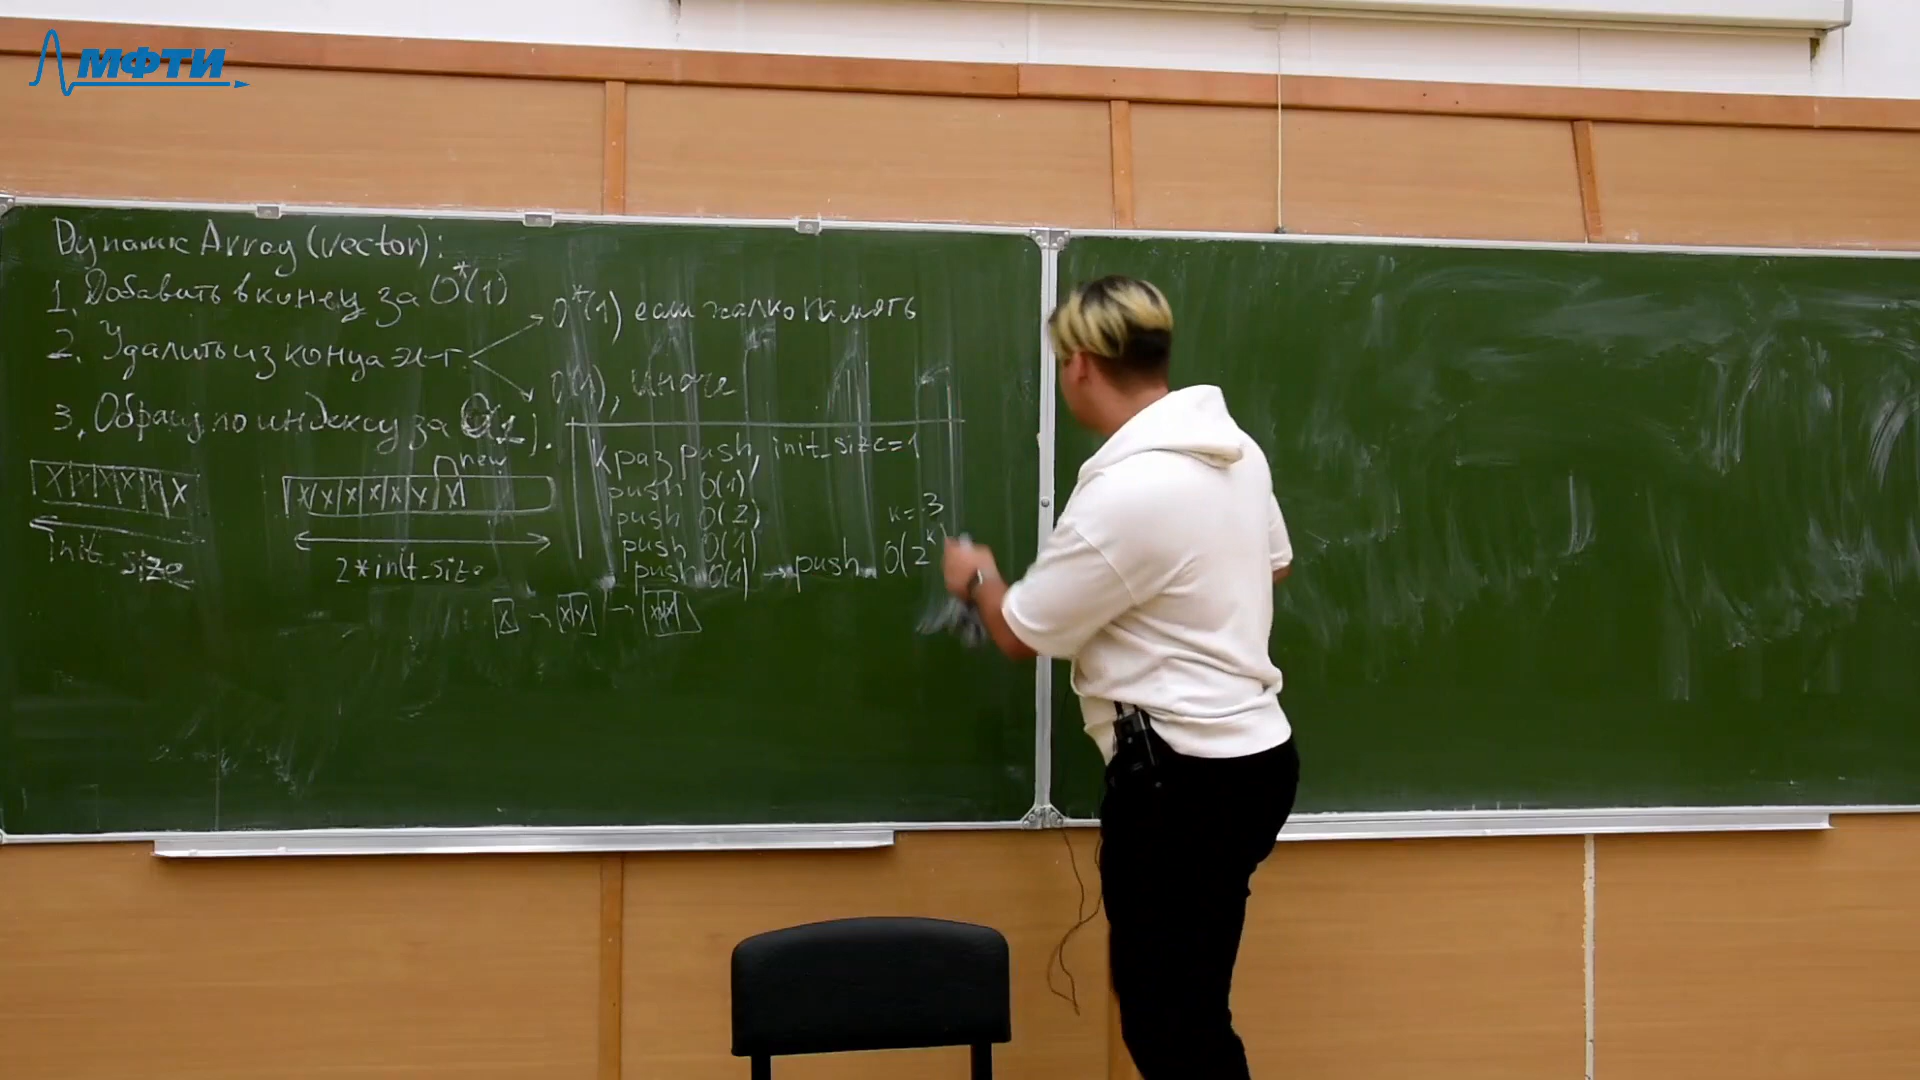 МФТИ
Dynamic Array (vector):
1. Добавить в конец за O*(1)
2. Удалить из конца эл-т.
O*(1) если жалко память
O(1), иначе
3. Обращ. по индексу за
new
X X X X X X
X X X X X X X
init_size
2*init_size
k раз push, init_size=1
push O(1)
push O(2)
push O(1)
push O(1) → push O(2^k)
k=3
X → X X →